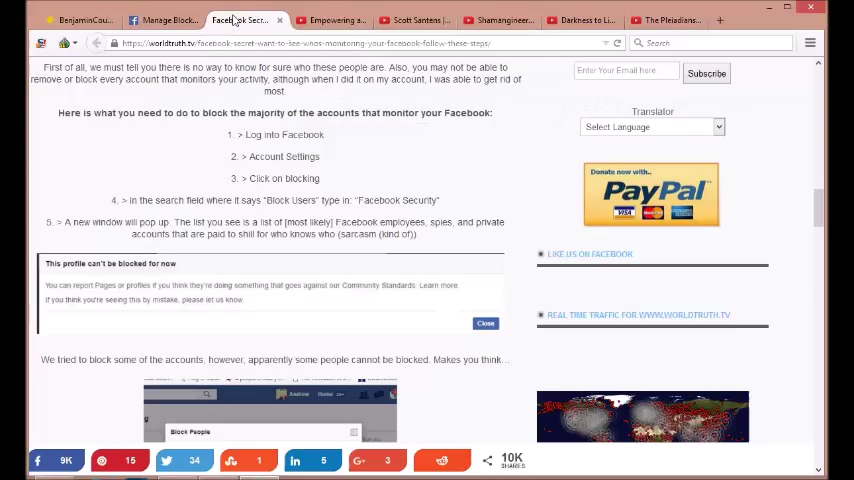 BenjaminCou...
Manage Block...
Facebook Secr...
Empowering a...
Scott Santens |...
Shamangineer...
Darkness to Li...
The Pleiadians...
https://worldtruth.tv/facebook-secret-want-to-see-whos-monitoring-your-facebook-follow-these-steps/
Search
First of all, we must tell you there is no way to know for sure who these people are. Also, you may not be able to
remove or block every account that monitors your activity, although when I did it on my account, I was able to get rid of
most.
Here is what you need to do to block the majority of the accounts that monitor your Facebook:
1. > Log into Facebook
2. > Account Settings
3. > Click on blocking
4. > In the search field where it says "Block Users" type in: "Facebook Security"
5. > A new window will pop up. The list you see is a list of [most likely] Facebook employees, spies, and private
accounts that are paid to shill for who knows who (sarcasm (kind of)).
This profile can't be blocked for now
You can report Pages or profiles if you think they're doing something that goes against our Community Standards. Learn more.
If you think you're seeing this by mistake, please let us know.
Close
We tried to block some of the accounts, however, apparently some people cannot be blocked. Makes you think...
Andrew Home
Block People
Enter Your Email
Subscribe
Translator
Select Language
Donate now with..
PayPal
VISA
LIKE US ON FACEBOOK
REAL TIME TRAFFIC FOR WWW.WORLDTRUTH.TV
9K
15
34
1
5
3
10K
SHARES